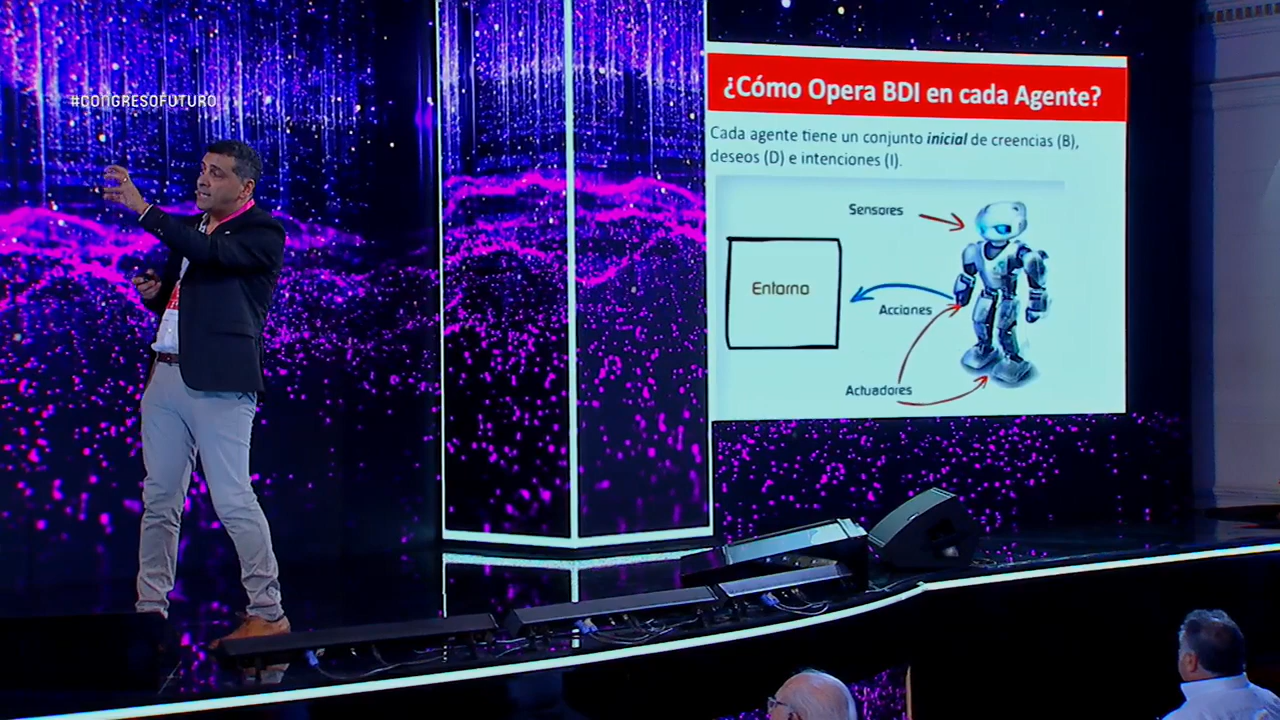 #CONGRESOFUTURO
¿Cómo Opera BDI en cada Agente?
Cada agente tiene un conjunto inicial de creencias (B),
deseos (D) e intenciones (I).
Sensores
Entorno
Acciones
Actuadores